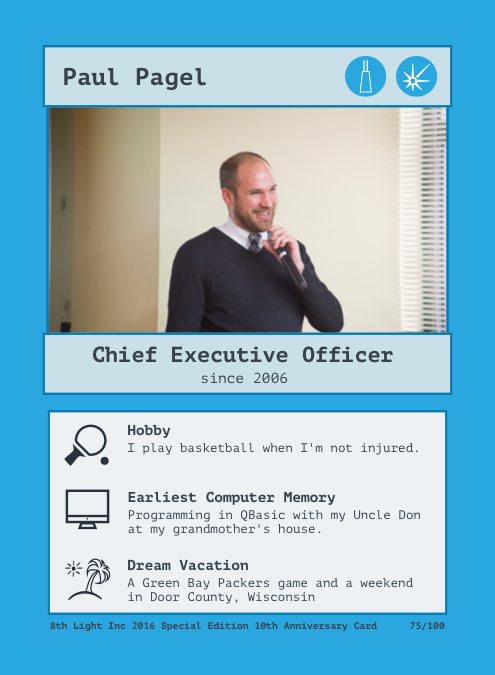 Paul Pagel
Chief Executive Officer
since 2006
Hobby
I play basketball when I'm not injured.
Earliest Computer Memory
Programming in QBasic with my Uncle Don
at my grandmother's house.
Dream Vacation
A Green Bay Packers game and a weekend
in Door County, Wisconsin
8th Light Inc 2016 Special Edition 10th Anniversary Card 75/100